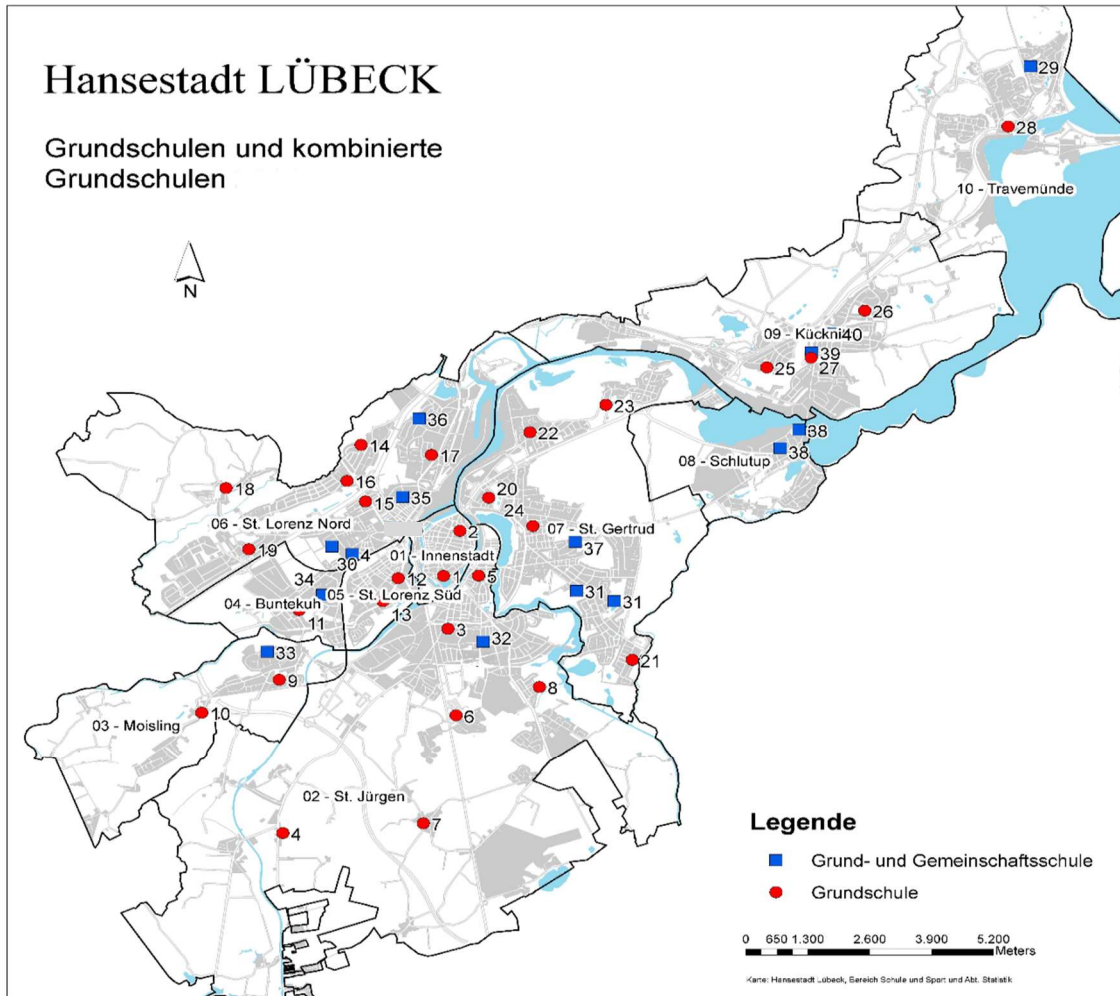 Hansestadt LÜBECK
Grundschulen und kombinierte
Grundschulen
N
29
28
10 - Travemünde
26
09 - Kückni
40
39
25
27
23
36
22
38
14
17
38
08 - Schlutup
16
18
20
35
15
24
06 - St. Lorenz Nord
07 - St. Gertrud
2
37
19
4
01 - Innenstadt
30
34
12
1
5
31
05 - St. Lorenz Süd
04 - Buntekuh
31
13
11
3
32
33
21
9
8
10
6
03 - Moisling
02 - St. Jürgen
7
4
Legende
Grund- und Gemeinschaftsschule
Grundschule
0 650 1.300 2.600 3.900 5.200
Meters
Karte: Hansestadt Lübeck, Bereich Schule und Sport und Abt. Statistik